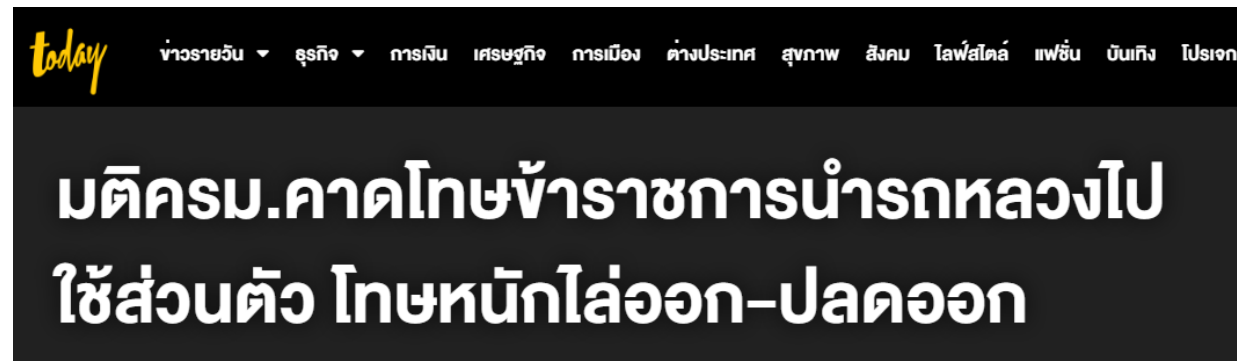 today ข่าวรายวัน ธุรกิจ การเงิน เศรษฐกิจ การเมือง ต่างประเทศ สุขภาพ สังคม ไลฟ์สไตล์ แฟชั่น บันเทิง โปรเจก
มติครม.คาดโทษข้าราชการนำรถหลวงไป
ใช้ส่วนตัว โทษหนักไล่ออก-ปลดออก